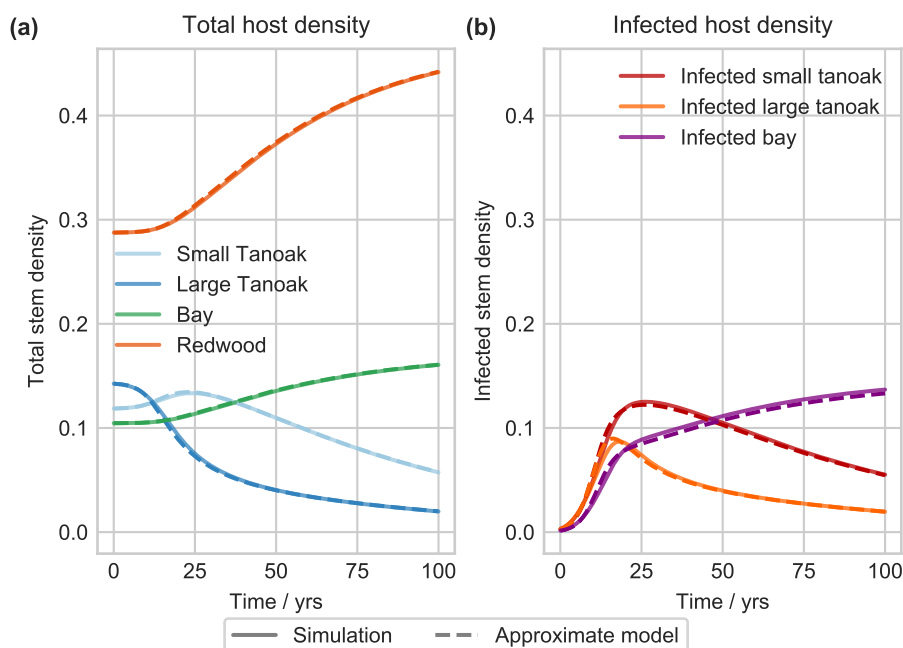 (a)
Total host density
Total stem density
0.4
0.3
0.2
0.1
0.0
Small Tanoak
Large Tanoak
Bay
Redwood
0
25
50
75
100
Time / yrs
(b)
Infected host density
Infected stem density
0.4
0.3
0.2
0.1
0.0
Infected small tanoak
Infected large tanoak
Infected bay
0
25
50
75
100
Time / yrs
Simulation
Approximate model